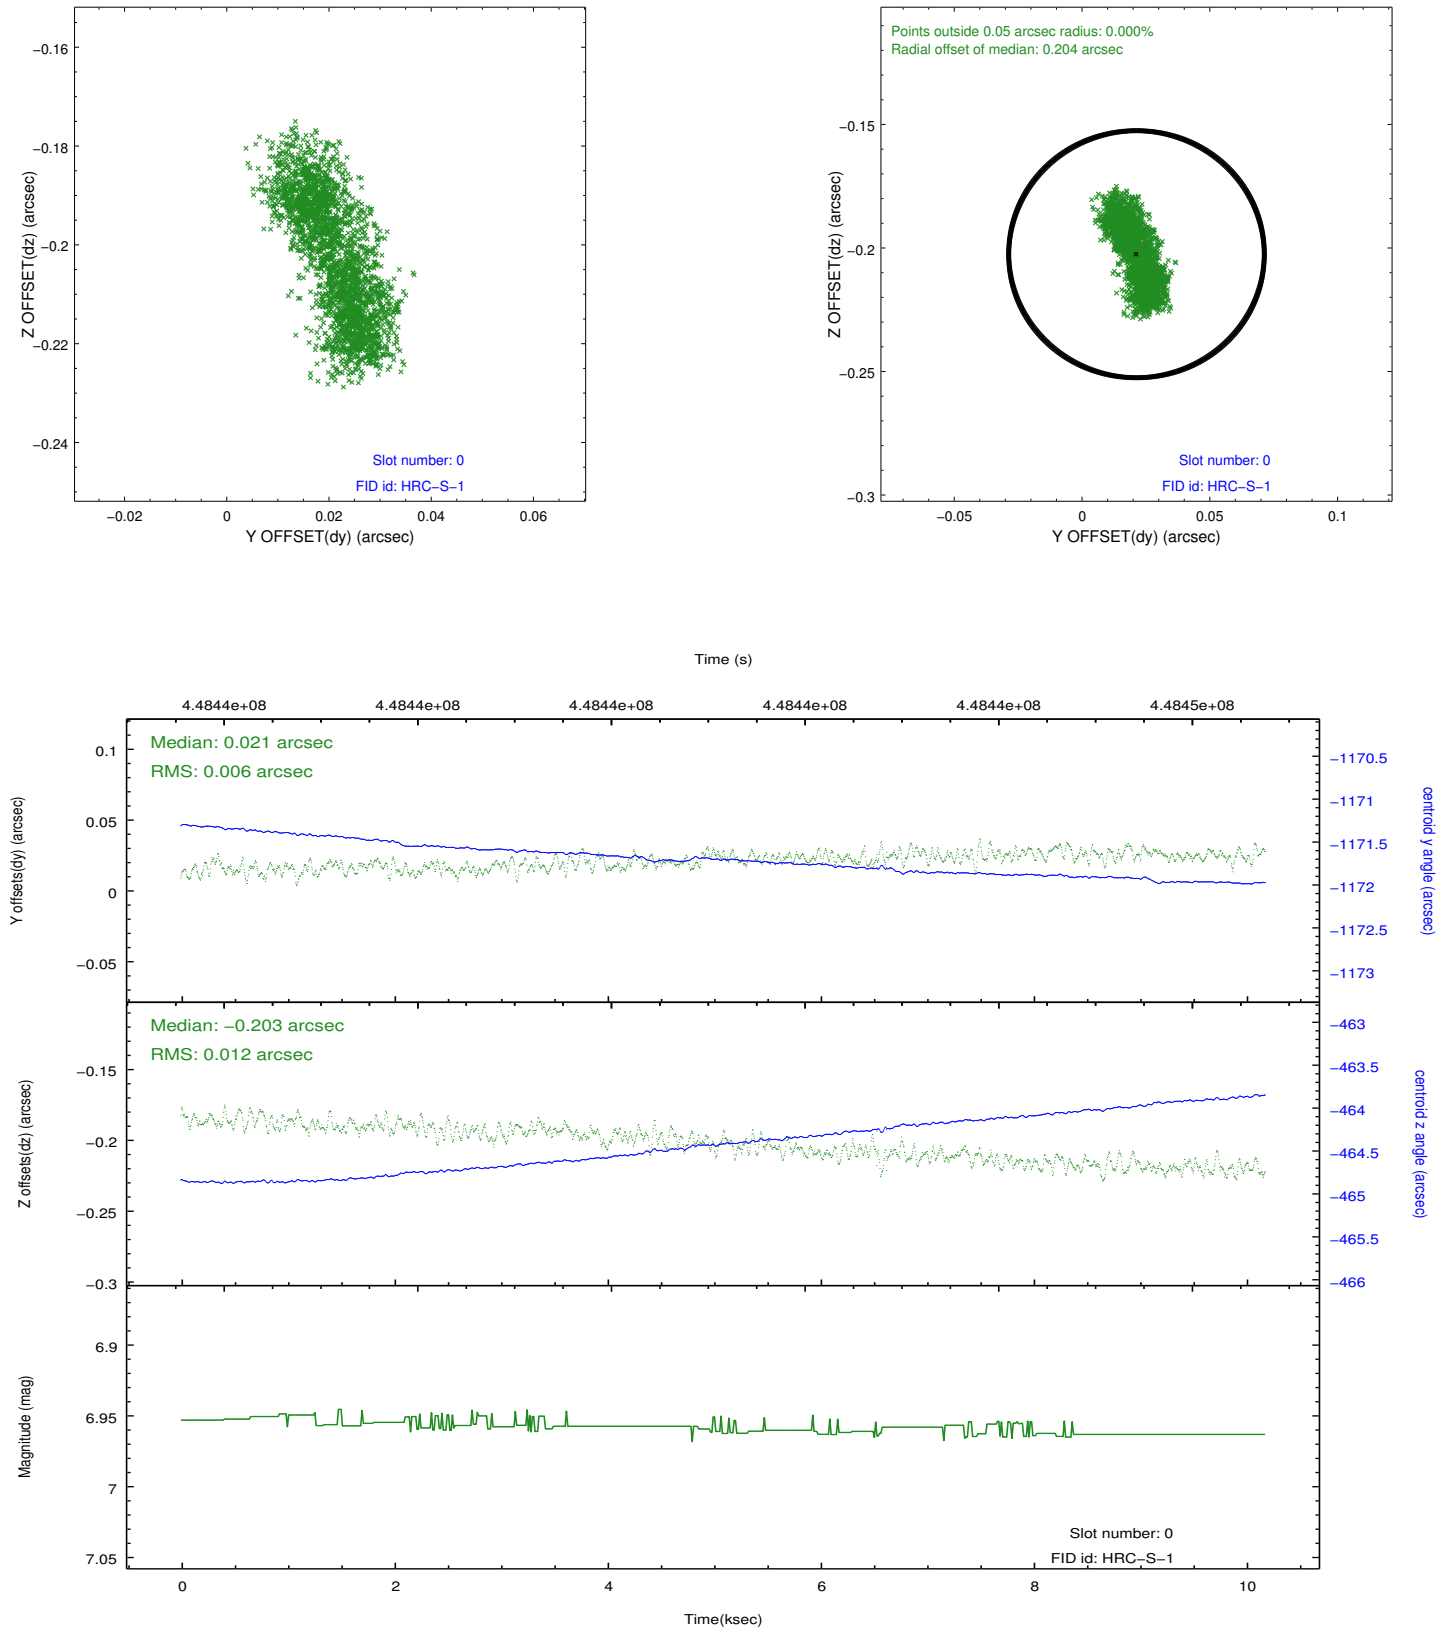 −0.16
−0.18
−0.2
−0.22
−0.24
Z OFFSET(dz) (arcsec)
Slot number: 0
FID id: HRC−S−1
−0.02
0
0.02
0.04
0.06
Y OFFSET(dy) (arcsec)
Points outside 0.05 arcsec radius: 0.000%
Radial offset of median: 0.204 arcsec
−0.15
−0.2
−0.25
−0.3
Z OFFSET(dz) (arcsec)
Slot number: 0
FID id: HRC−S−1
−0.05
0
0.05
0.1
Y OFFSET(dy) (arcsec)
Time (s)
4.4844e+08
4.4844e+08
4.4844e+08
4.4844e+08
4.4844e+08
4.4845e+08
Median: 0.021 arcsec
RMS: 0.006 arcsec
0.1
0.05
0
−0.05
Y offsets(dy) (arcsec)
−1170.5
−1171
−1171.5
−1172
−1172.5
−1173
centroid y angle (arcsec)
Median: −0.203 arcsec
RMS: 0.012 arcsec
−0.15
−0.2
−0.25
−0.3
Z offsets(dz) (arcsec)
−463
−463.5
−464
−464.5
−465
−465.5
−466
centroid z angle (arcsec)
6.9
6.95
7
7.05
Magnitude (mag)
Slot number: 0
FID id: HRC−S−1
0
2
4
6
8
10
Time(ksec)